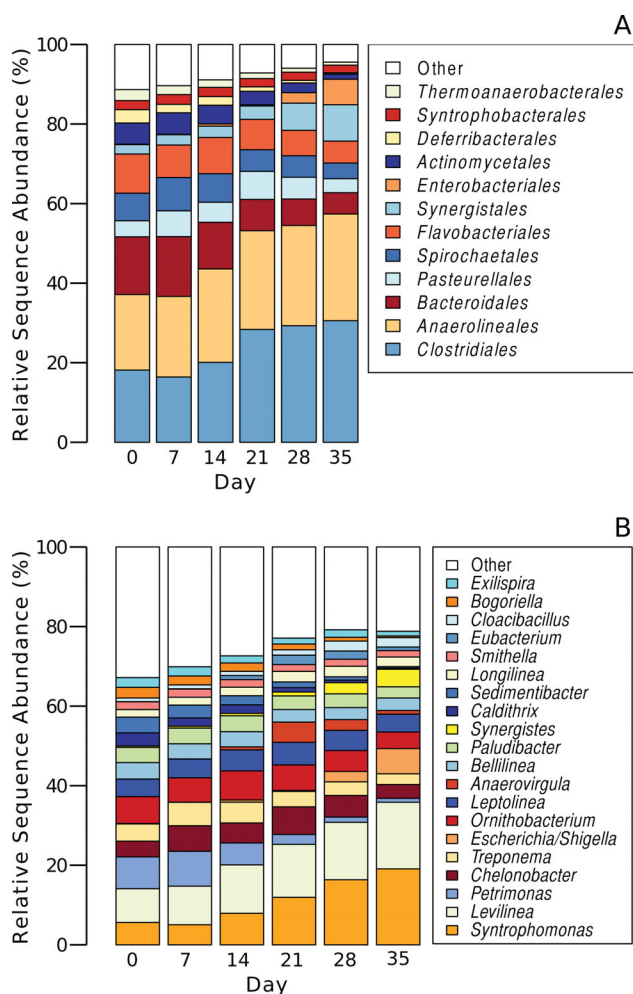 A
Relative Sequence Abundance (%)
100
80
60
40
20
0
Other
Thermoanaerobacterales
Syntrophobacterales
Deferribacterales
Actinomycetales
Enterobacteriales
Synergistales
Flavobacteriales
Spirochaetales
Pasteurellales
Bacteroidales
Anaerolineales
Clostridiales
0 7 14 21 28 35
Day
B
Relative Sequence Abundance (%)
100
80
60
40
20
0
Other
Exilispira
Bogoriella
Cloacibacillus
Eubacterium
Smithella
Longilinea
Sedimentibacter
Caldithrix
Synergistes
Paludibacter
Bellilinea
Anaerovirgula
Leptolinea
Ornithobacterium
Escherichia/Shigella
Treponema
Chelonobacter
Petrimonas
Levilinea
Syntrophomonas
0 7 14 21 28 35
Day